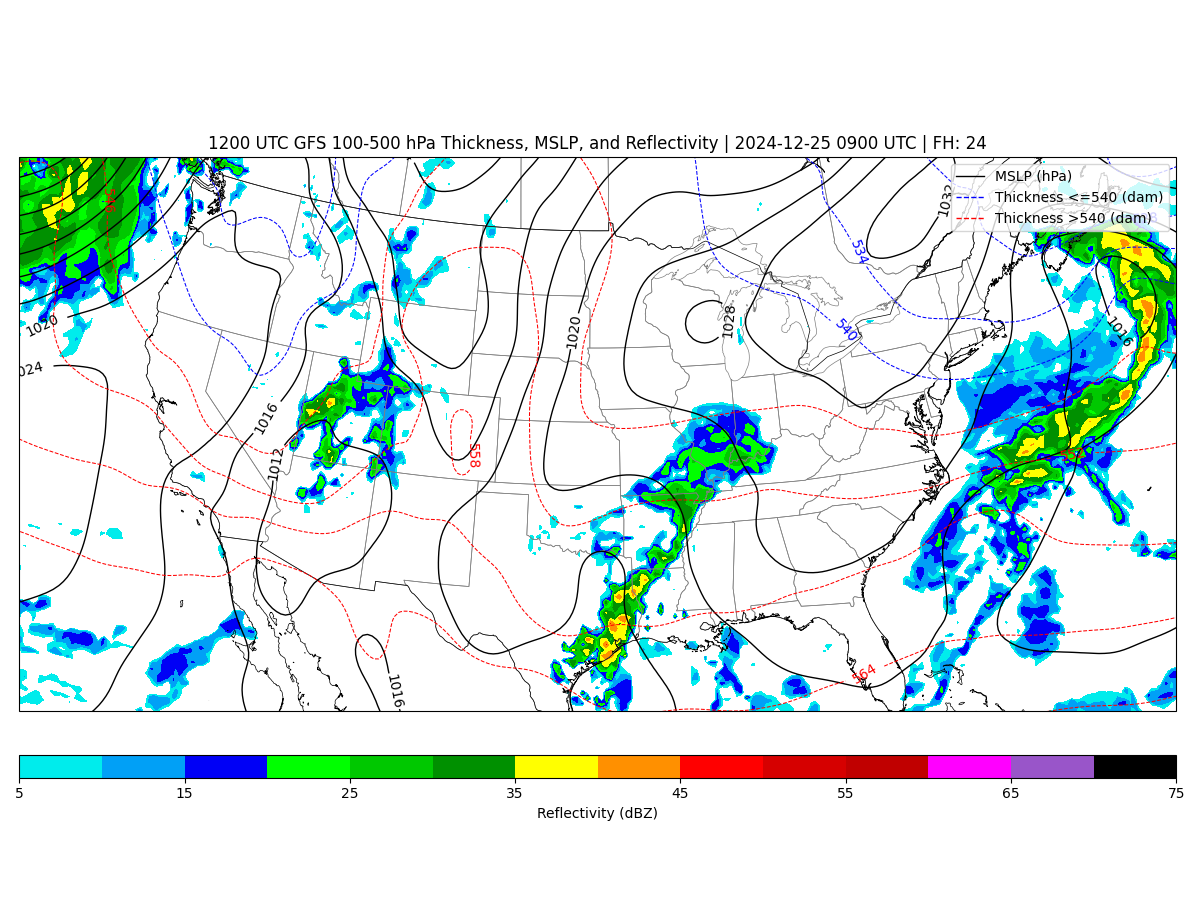 1200 UTC GFS 100-500 hPa Thickness, MSLP, and Reflectivity | 2024-12-25 0900 UTC | FH: 24
MSLP (hPa)
Thickness <=540 (dam)
Thickness >540 (dam)
1032
534
540
1028
1020
1020
024
1016
1016
1012
558
564
1016
5 15 25 35 45 55 65 75
Reflectivity (dBZ)